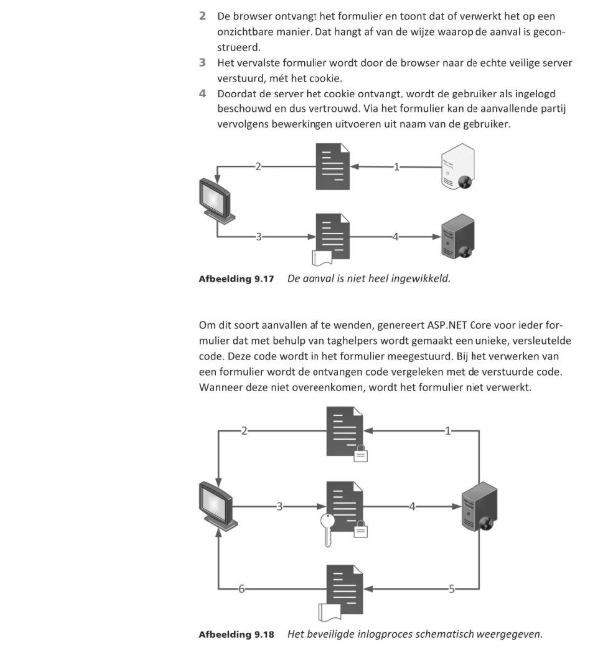 2 De browser ontvangt het formulier en toont dat of verwerkt het op een
onzichtbare manier. Dat hangt af van de wijze waarop de aanval is gecon-
strueerd.
3 Het vervalste formulier wordt door de browser naar de echte veilige server
verstuurd, mét het cookie.
4 Doordat de server het cookie ontvangt, wordt de gebruiker als ingelogd
beschouwd en dus vertrouwd. Via het formulier kan de aanvallende partij
vervolgens bewerkingen uitvoeren uit naam van de gebruiker.
2
1
3
4
Afbeelding 9.17 De aanval is niet heel ingewikkeld.
Om dit soort aanvallen af te wenden, genereert ASP.NET Core voor ieder for-
mulier dat met behulp van taghelpers wordt gemaakt een unieke, versleutelde
code. Deze code wordt in het formulier meegestuurd. Bij het verwerken van
een formulier wordt de ontvangen code vergeleken met de verstuurde code.
Wanneer deze niet overeenkomen, wordt het formulier niet verwerkt.
2
1
3
4
6
5
Afbeelding 9.18 Het beveiligde inlogproces schematisch weergegeven.